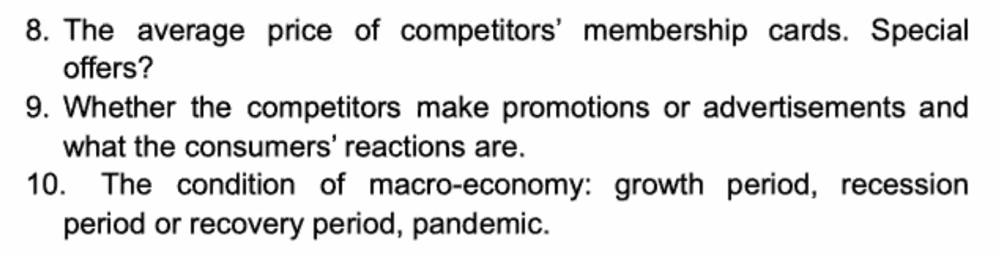 8. The average price of competitors’ membership cards. Special
offers?
9. Whether the competitors make promotions or advertisements and
what the consumers’ reactions are.
10. The condition of macro-economy: growth period, recession
period or recovery period, pandemic.